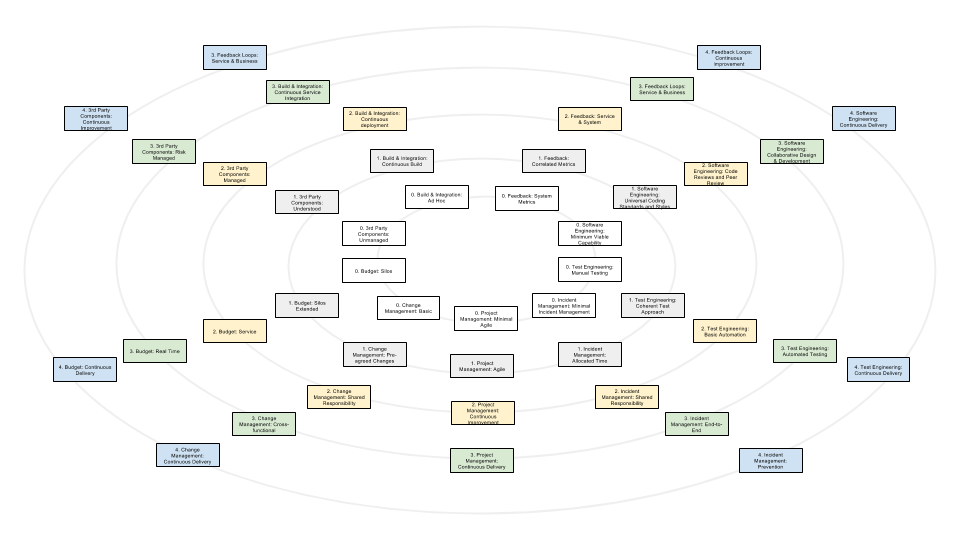 3. Feedback Loops:
Service & Business
4. Feedback Loops:
Continuous
Improvement
3. Build & Integration:
Continuous Service
Integration
3. Feedback Loops:
Service & Business
4. 3rd Party
Components:
Continuous
Improvement
2. Build & Integration:
Continuous
deployment
2. Feedback: Service
& System
4. Software
Engineering:
Continuous Delivery
3. 3rd Party
Components: Risk
Managed
3. Software
Engineering:
Collaborative Design
& Development
2. 3rd Party
Components:
Managed
1. Build & Integration:
Continuous Build
1. Feedback:
Correlated Metrics
2. Software
Engineering: Code
Reviews and Peer
Review
1. 3rd Party
Components:
Understood
0. Build & Integration:
Ad Hoc
0. Feedback: System
Metrics
1. Software
Engineering:
Universal Coding
Standards and Styles
0. 3rd Party
Components:
Unmanaged
0. Software
Engineering:
Minimum Viable
Capability
0. Budget: Silos
0. Test Engineering:
Manual Testing
1. Budget: Silos
Extended
0. Change
Management: Basic
0. Project
Management: Minimal
Agile
0. Incident
Management: Minimal
Incident Management
1. Test Engineering:
Coherent Test
Approach
2. Budget: Service
2. Test Engineering:
Basic Automation
3. Budget: Real Time
1. Change
Management: Pre-
agreed Changes
1. Project
Management: Agile
1. Incident
Management:
Allocated Time
3. Test Engineering:
Automated Testing
4. Budget: Continuous
Delivery
4. Test Engineering:
Continuous Delivery
2. Change
Management: Shared
Responsibility
2. Project
Management:
Continuous
Improvement
2. Incident
Management: Shared
Responsibility
3. Change
Management: Cross-
functional
3. Incident
Management: End-to-
End
4. Change
Management:
Continuous Delivery
3. Project
Management:
Continuous Delivery
4. Incident
Management:
Prevention